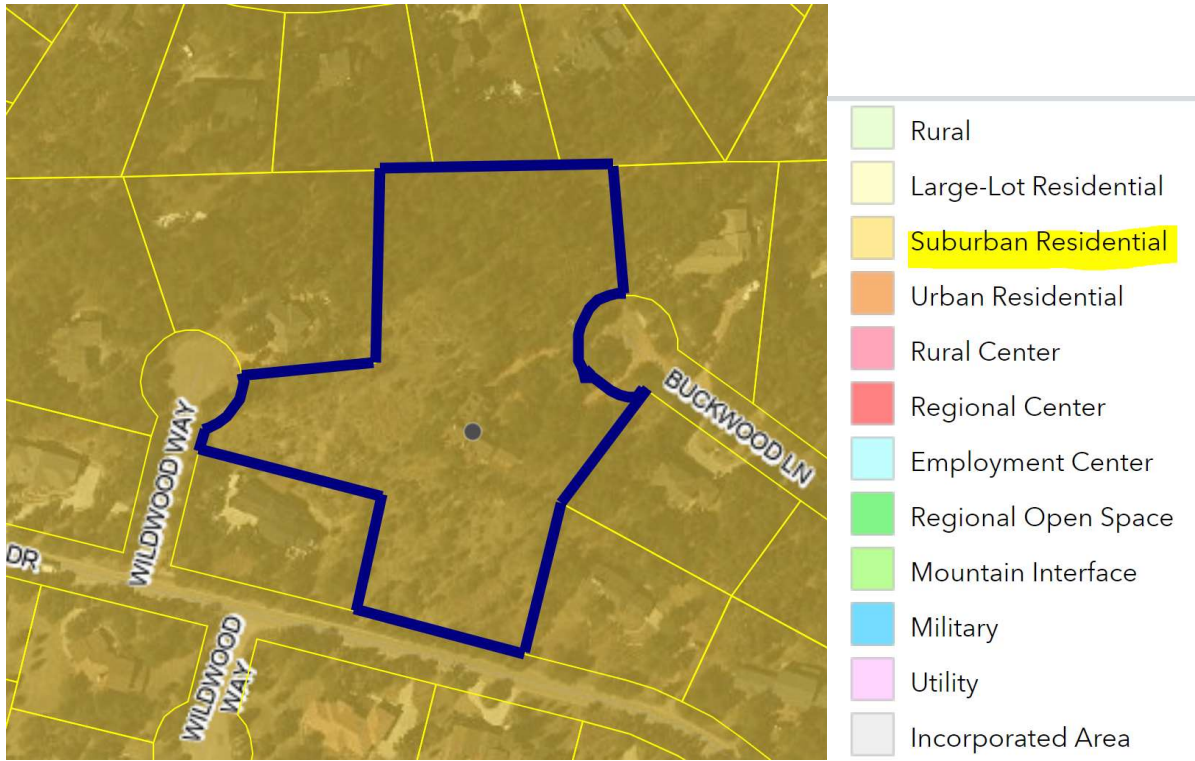 BUCKWOOD LN
WILDWOOD WAY
DR
WILDWOOD
WAY
Rural
Large-Lot Residential
Suburban Residential
Urban Residential
Rural Center
Regional Center
Employment Center
Regional Open Space
Mountain Interface
Military
Utility
Incorporated Area